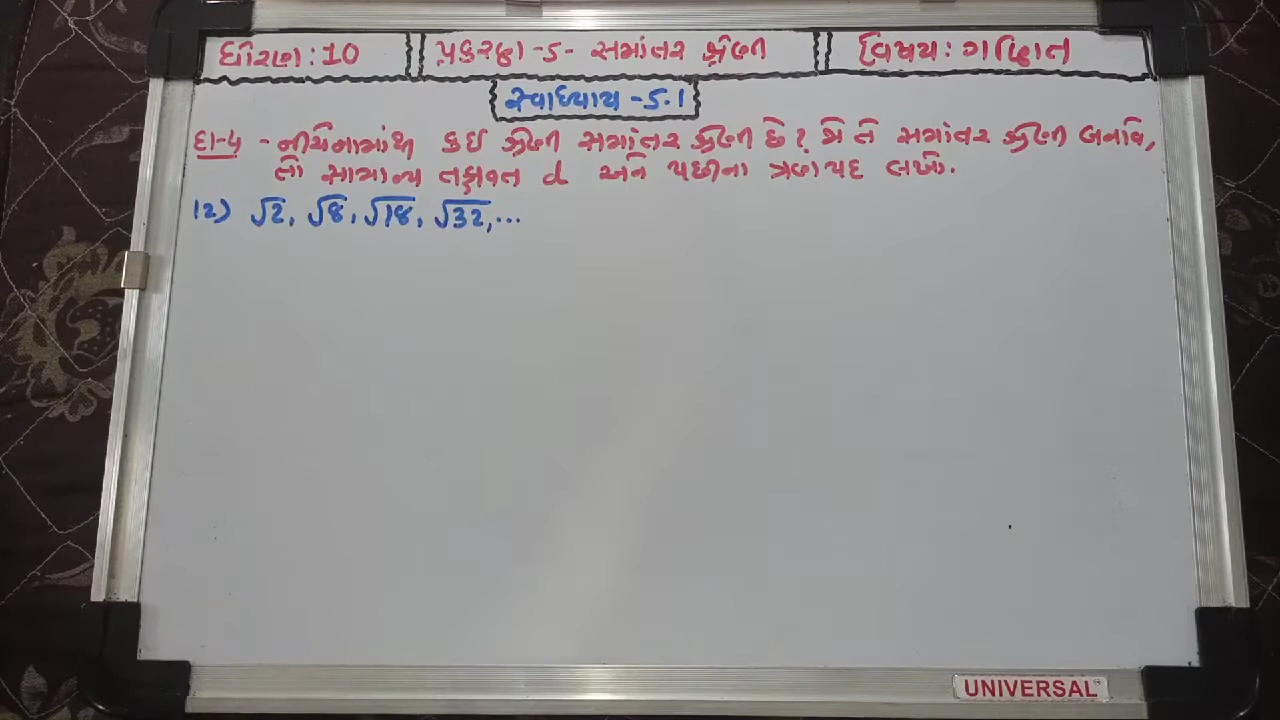 ધોરણ : 10 પ્રકરણ - 5 - સમાંતર શ્રેણી વિષય : ગણિત
સ્વાધ્યાય - 5.1
દા-4 - નીચેનામાંથી કઈ શ્રેણી સમાંતર શ્રેણી છે? જો તે સમાંતર શ્રેણી બનાવે,
તો સામાન્ય તફાવત d અને પછીના ત્રણ પદ લખો.
12) √2, √8, √18, √32, ...
UNIVERSAL